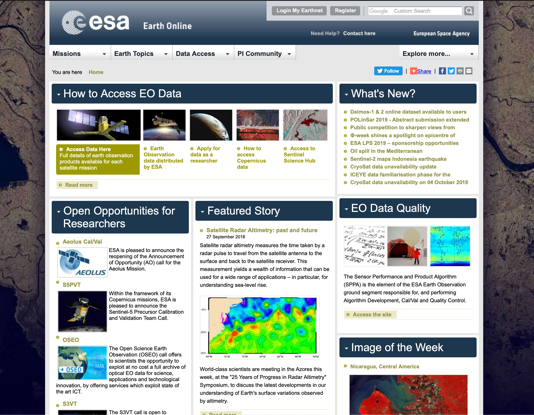 esa
Earth Online
Login My Earthnet
Register
Google Custom Search
Need Help? Contact here
European Space Agency
Missions
Earth Topics
Data Access
PI Community
Explore more...
You are here Home
Follow
Share
- How to Access EO Data
Access Data Here
Full details of earth observation
products available for each
satellite mission
Earth
Observation
data distributed
by ESA
Apply for
data as a
researcher
How to
access
Copernicus
data
Access to
Sentinel
Science Hub
Read more
- What's New?
Deimos-1 & 2 online dataset available to users
POLinSar 2019 - Abstract submission extended
Public competition to sharpen views from
Φ-week shines a spotlight on epicentre of
ESA LPS 2019 – sponsorship opportunities
Oil spill in the Mediterranean
Sentinel-2 maps Indonesia earthquake
CryoSat data unavailability update
ICEYE data familiarisation phase for the
CryoSat data unavailability on 04 October 2018
- Open Opportunities for
Researchers
Aeolus Cal/Val
AEOLUS
ESA is pleased to announce the
reopening of the Announcement
of Opportunity (AO) call for the
Aeolus Mission.
S5PVT
Within the framework of its
Copernicus missions, ESA is
pleased to announce the
Sentinel-5 Precursor Calibration
and Validation Team Call.
OSEO
OSEO
The Open Science Earth
Observation (OSEO) call offers
to scientists the opportunity to
exploit at no cost a full archive of
optical EO data for science,
applications and technological
innovation, by offering services which exploit state of
the art ICT.
S3VT
The S3VT call is open to
- Featured Story
Satellite Radar Altimetry: past and future
27 September 2018
Satellite radar altimetry measures the time taken by a
radar pulse to travel from the satellite antenna to the
surface and back to the satellite receiver. This
measurement yields a wealth of information that can be
used for a wide range of applications – in particular, for
understanding sea-level rise.
World-class scientists are meeting in the Azores this
week, at the "25 Years of Progress in Radar Altimetry"
Symposium, to discuss the latest developments in our
understanding of Earth's surface variations observed
by altimetry.
Read more
- EO Data Quality
The Sensor Performance and Product Algorithm
(SPPA) is the element of the ESA Earth Observation
ground segment responsible for, and performing
Algorithm Development, Cal/Val and Quality Control.
Access the site
- Image of the Week
Nicaragua, Central America